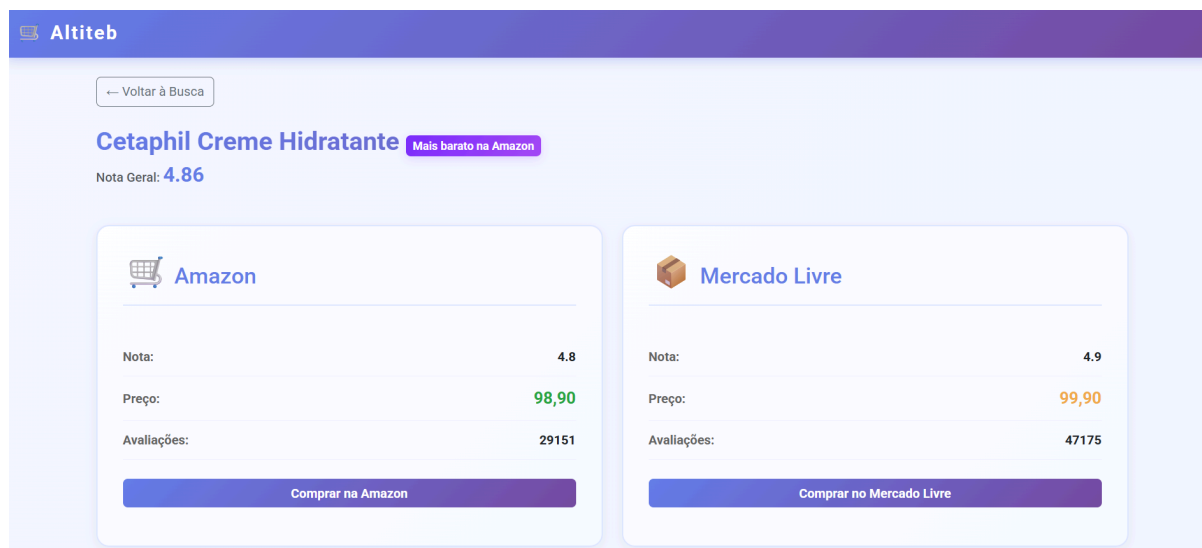 Altiteb
← Voltar à Busca
Cetaphil Creme Hidratante Mais barato na Amazon
Nota Geral: 4.86
Amazon
Nota: 4.8
Preço: 98,90
Avaliações: 29151
Comprar na Amazon
Mercado Livre
Nota: 4.9
Preço: 99,90
Avaliações: 47175
Comprar no Mercado Livre